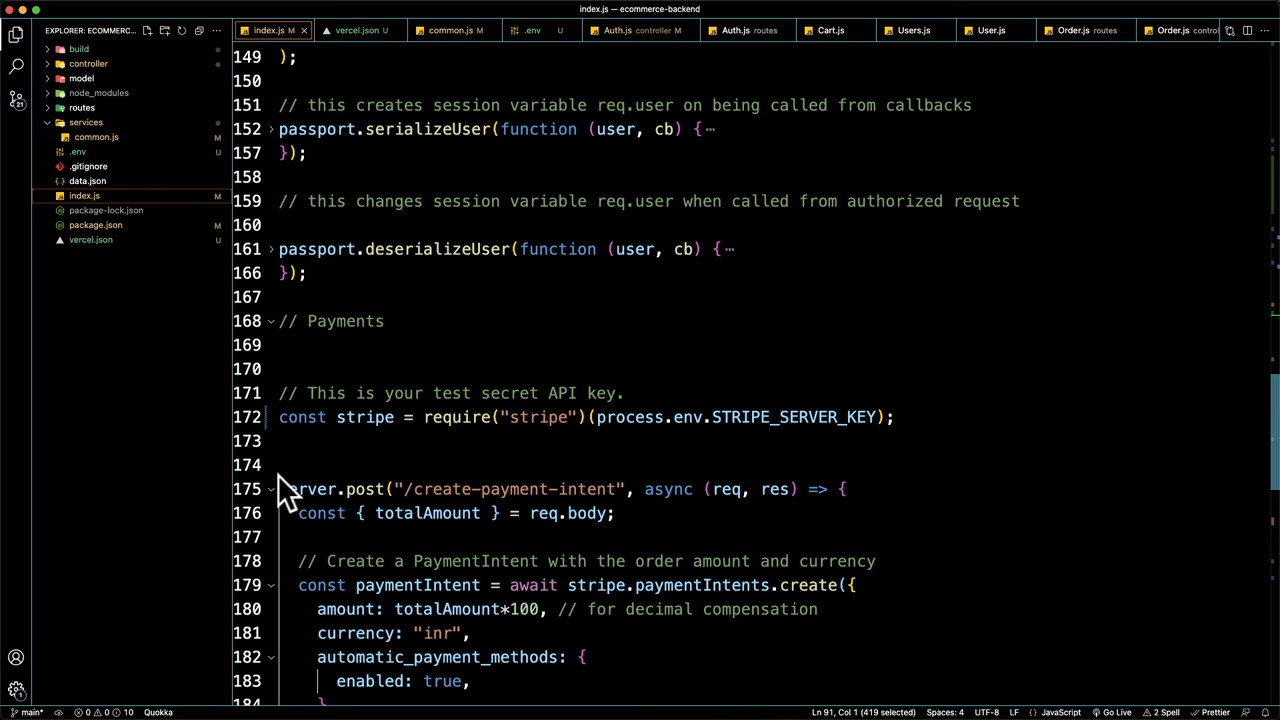 index.js — ecommerce-backend
EXPLORER: ECOMMERC...
index.js M
vercel.json U
common.js M
.env U
Auth.js controller M
Auth.js routes
Cart.js
Users.js
User.js
Order.js routes
Order.js control
build
controller
model
node_modules
routes
services
common.js M
.env U
.gitignore
data.json
index.js M
package-lock.json
package.json M
vercel.json U
21
1
149 );
150
151 // this creates session variable req.user on being called from callbacks
152 passport.serializeUser(function (user, cb) {…
157 });
158
159 // this changes session variable req.user when called from authorized request
160
161 passport.deserializeUser(function (user, cb) {…
166 });
167
168 // Payments
169
170
171 // This is your test secret API key.
172 const stripe = require("stripe")(process.env.STRIPE_SERVER_KEY);
173
174
175 erver.post("/create-payment-intent", async (req, res) => {
176 const { totalAmount } = req.body;
177
178 // Create a PaymentIntent with the order amount and currency
179 const paymentIntent = await stripe.paymentIntents.create({
180 amount: totalAmount*100, // for decimal compensation
181 currency: "inr",
182 automatic_payment_methods: {
183 enabled: true,
184 }
main* 0 0 10 Quokka Ln 91, Col 1 (419 selected) Spaces: 4 UTF-8 LF {} JavaScript Go Live 2 Spell Prettier